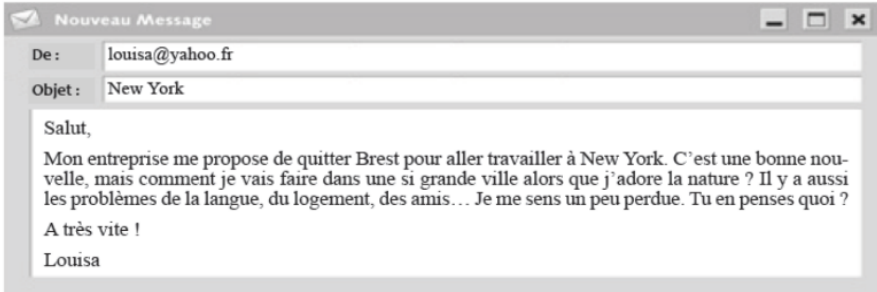 Nouveau Message
De : louisa@yahoo.fr
Objet : New York
Salut,
Mon entreprise me propose de quitter Brest pour aller travailler à New York. C’est une bonne nou-
velle, mais comment je vais faire dans une si grande ville alors que j’adore la nature ? Il y a aussi
les problèmes de la langue, du logement, des amis… Je me sens un peu perdue. Tu en penses quoi ?
A très vite !
Louisa